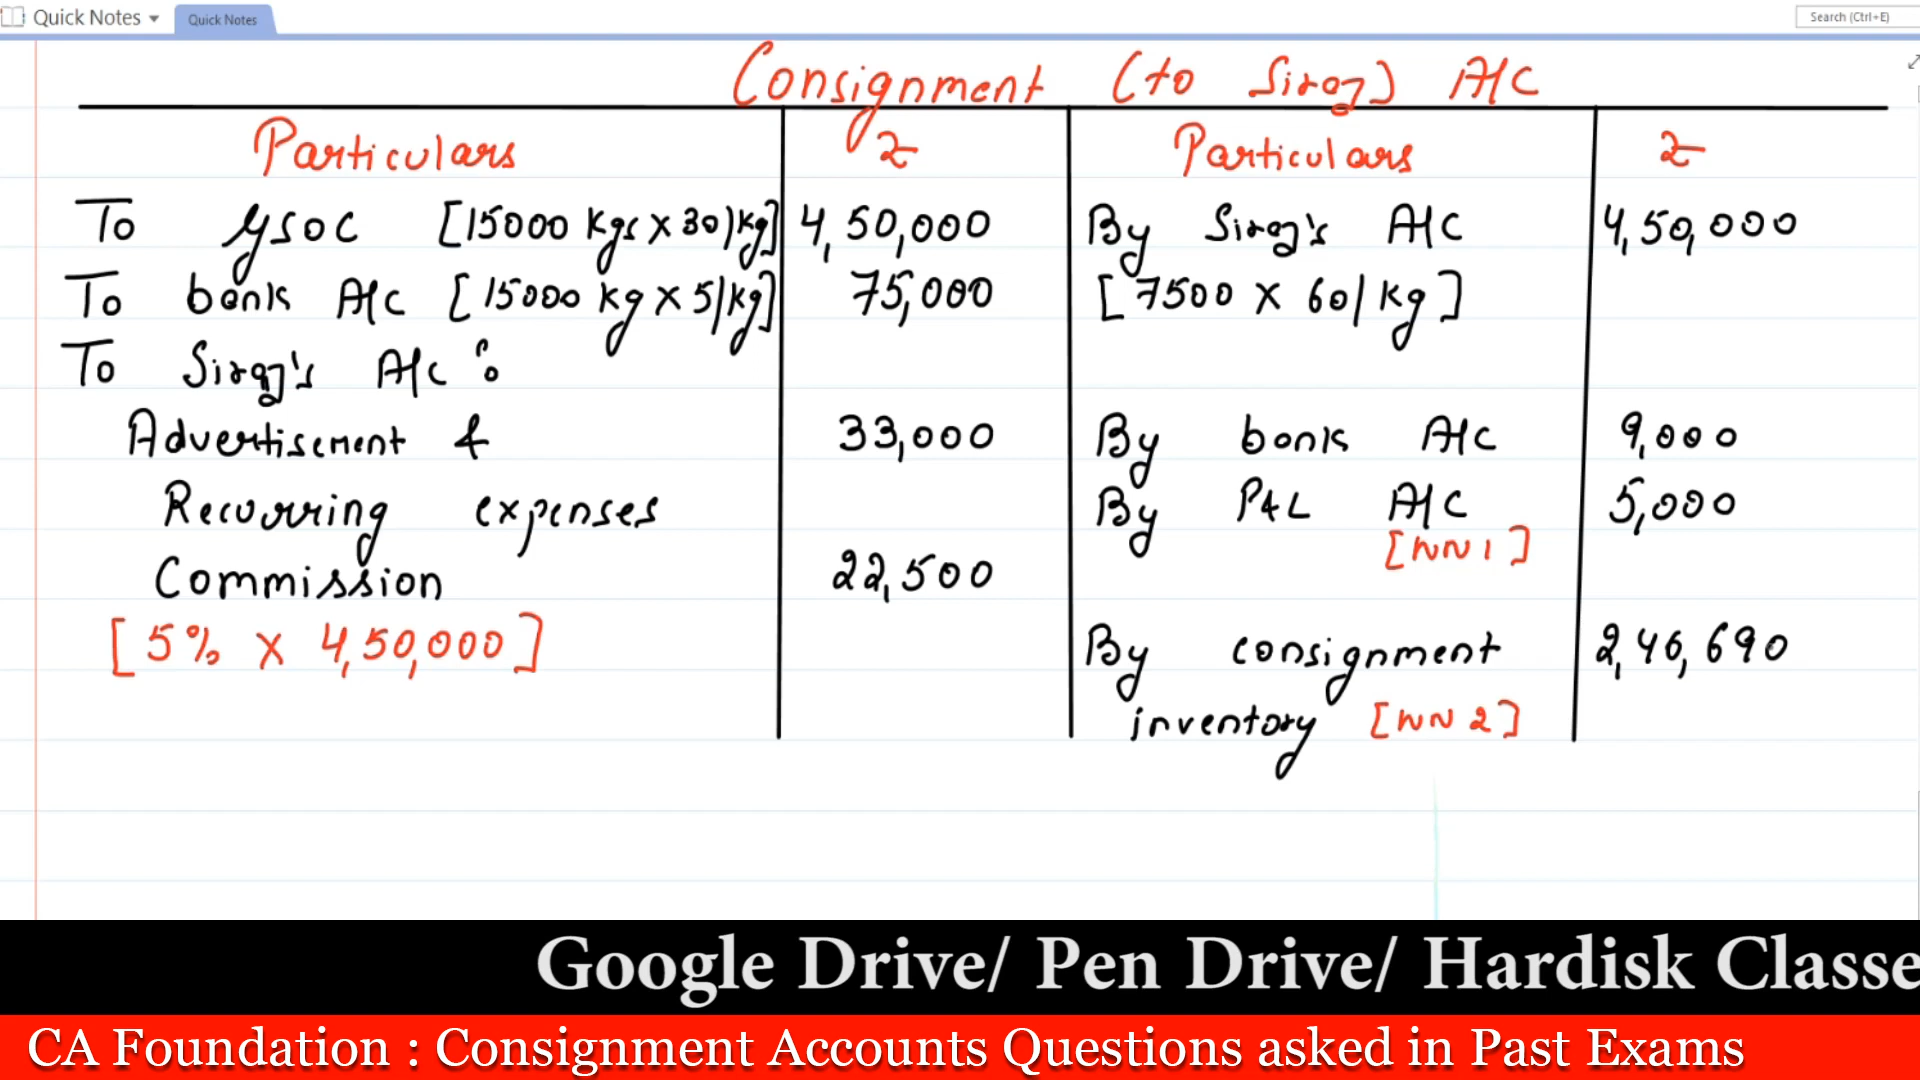 Quick Notes
Quick Notes
Search (Ctrl+E)
Consignment (to Siraj) A/C
Particulars ₹ Particulars ₹
To GSOC [15000 Kgs x 30/kg] 4,50,000 By Siraj's A/C 4,50,000
To bank A/C [15000 kg x 5/kg] 75,000 [7500 x 60/kg]
To Siraj's A/C :
Advertisement & 33,000 By bank A/C 9,000
Recurring expenses By P&L A/C 5,000
[WN 1]
Commission 22,500
[5% x 4,50,000] By consignment 2,46,690
inventory [WN 2]
Google Drive/ Pen Drive/ Hardisk Classe
CA Foundation : Consignment Accounts Questions asked in Past Exams